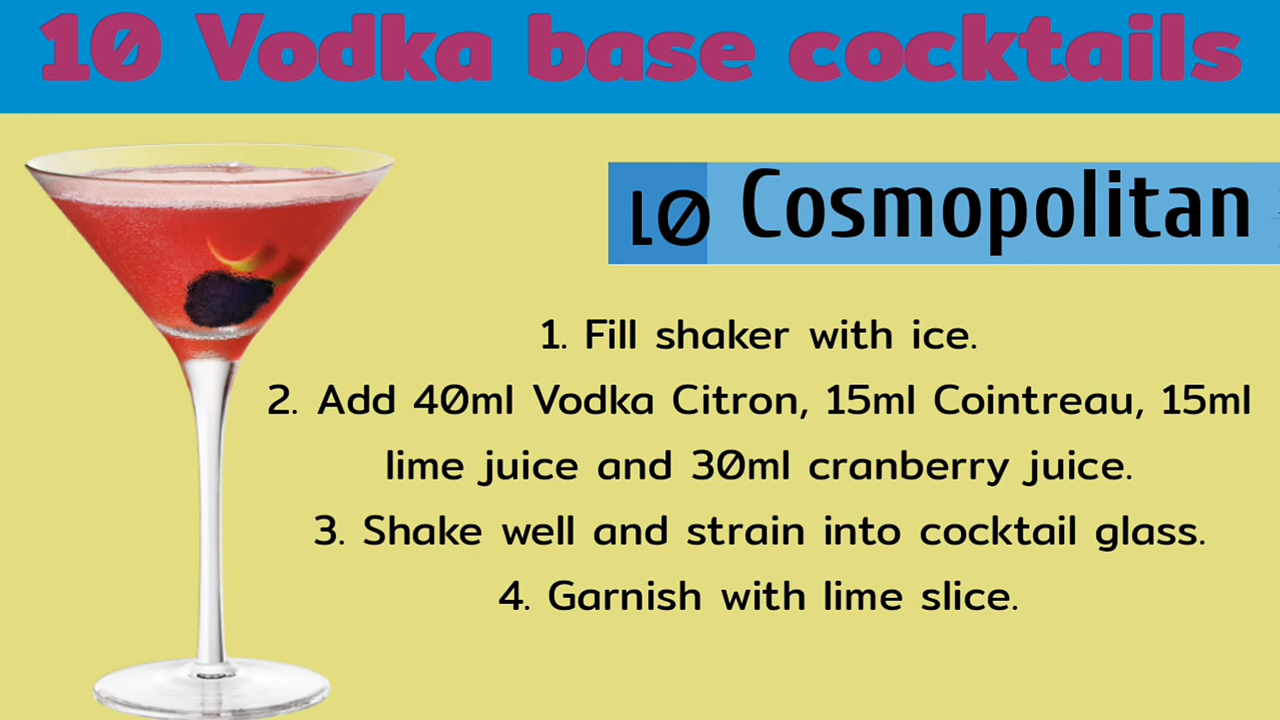 10 Vodka base cocktails
10 Cosmopolitan
1. Fill shaker with ice.
2. Add 40ml Vodka Citron, 15ml Cointreau, 15ml
lime juice and 30ml cranberry juice.
3. Shake well and strain into cocktail glass.
4. Garnish with lime slice.